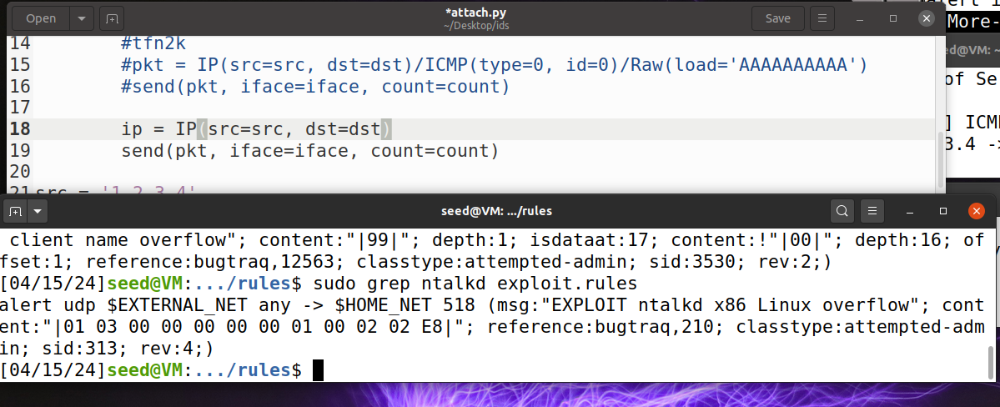 alert i
Open
*attach.py
~/Desktop/ids
Save
More-
14 #tfn2k
15 #pkt = IP(src=src, dst=dst)/ICMP(type=0, id=0)/Raw(load='AAAAAAAAAA')
16 #send(pkt, iface=iface, count=count)
17
18 ip = IP(src=src, dst=dst)
19 send(pkt, iface=iface, count=count)
20
21 src = '1.2.3.4'
ed@VM: ~
of Se
] ICM
3.4 ->
seed@VM: .../rules
 client name overflow"; content:"|99|"; depth:1; isdataat:17; content:!"|00|"; depth:16; of
fset:1; reference:bugtraq,12563; classtype:attempted-admin; sid:3530; rev:2;)
[04/15/24]seed@VM:.../rules$ sudo grep ntalkd exploit.rules
alert udp $EXTERNAL_NET any -> $HOME_NET 518 (msg:"EXPLOIT ntalkd x86 Linux overflow"; cont
ent:"|01 03 00 00 00 00 00 01 00 02 02 E8|"; reference:bugtraq,210; classtype:attempted-adm
in; sid:313; rev:4;)
[04/15/24]seed@VM:.../rules$